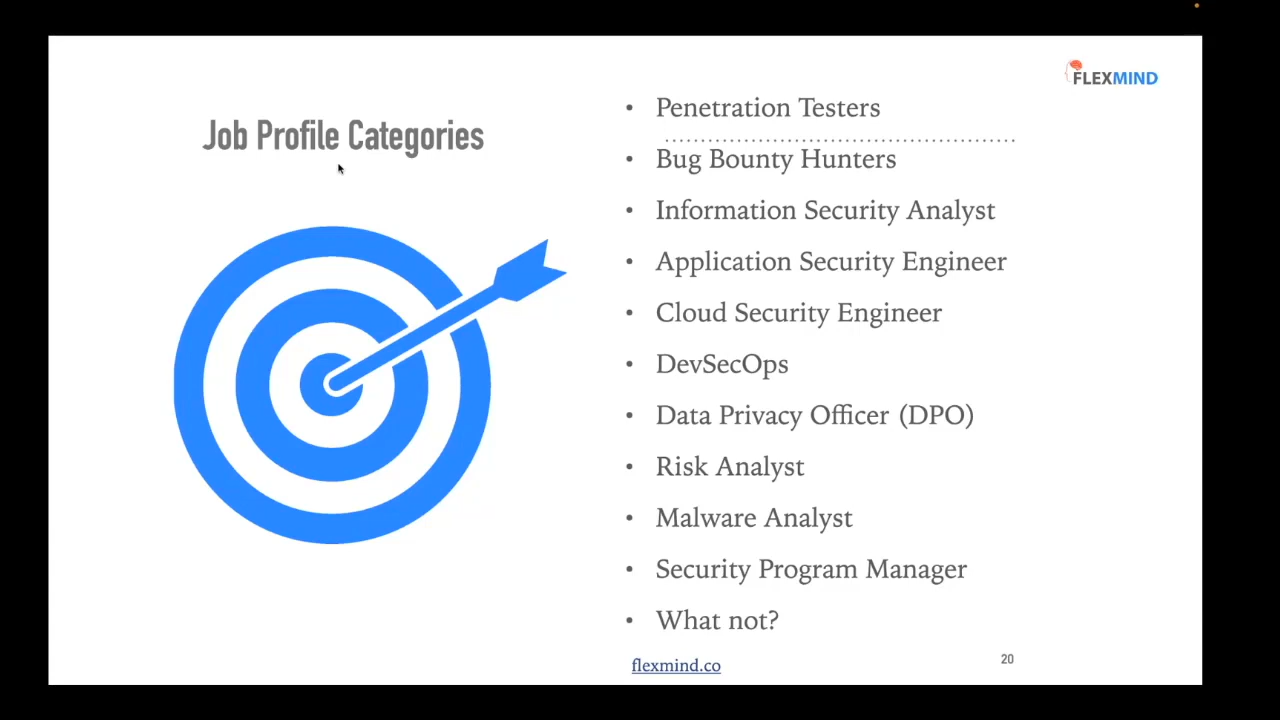 FLEXMIND
Job Profile Categories
• Penetration Testers
• Bug Bounty Hunters
• Information Security Analyst
• Application Security Engineer
• Cloud Security Engineer
• DevSecOps
• Data Privacy Officer (DPO)
• Risk Analyst
• Malware Analyst
• Security Program Manager
• What not?
flexmind.co
20